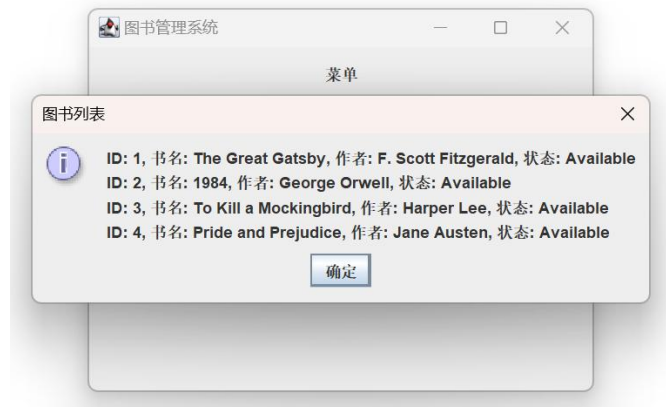 图书管理系统
菜单
图书列表
ID: 1, 书名: The Great Gatsby, 作者: F. Scott Fitzgerald, 状态: Available
ID: 2, 书名: 1984, 作者: George Orwell, 状态: Available
ID: 3, 书名: To Kill a Mockingbird, 作者: Harper Lee, 状态: Available
ID: 4, 书名: Pride and Prejudice, 作者: Jane Austen, 状态: Available
确定